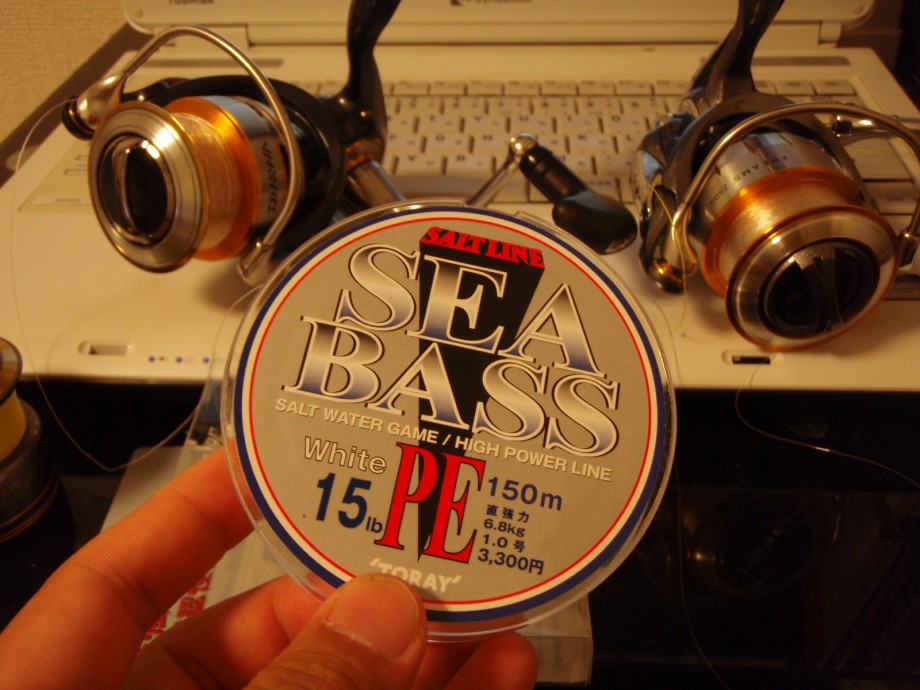 TOSHIBA
SALT LINE
SEA
BASS
SALT WATER GAME / HIGH POWER LINE
White
15lb
PE
150m
直強力
6.8kg
1.0号
3,300円
'TORAY'